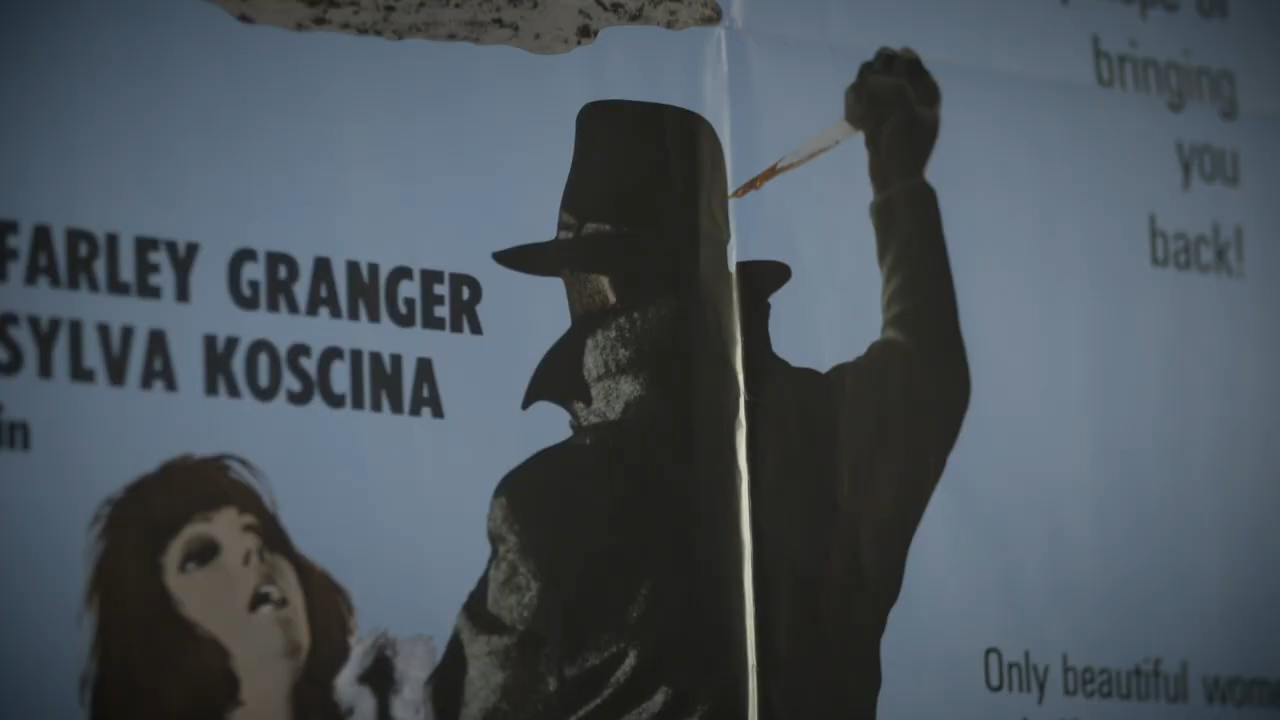 bringing
you
back!
FARLEY GRANGER
SYLVA KOSCINA
in
Only beautiful